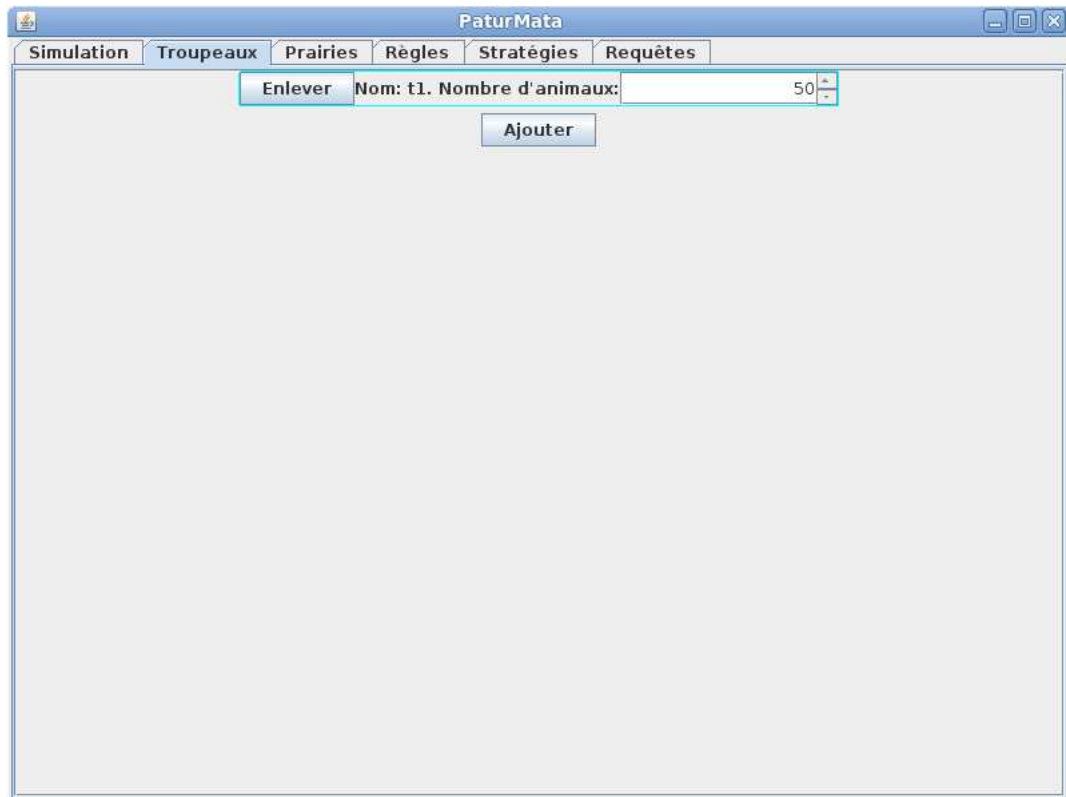 PaturMata
Simulation Troupeaux Prairies Règles Stratégies Requêtes
Enlever Nom: t1. Nombre d'animaux: 50
Ajouter